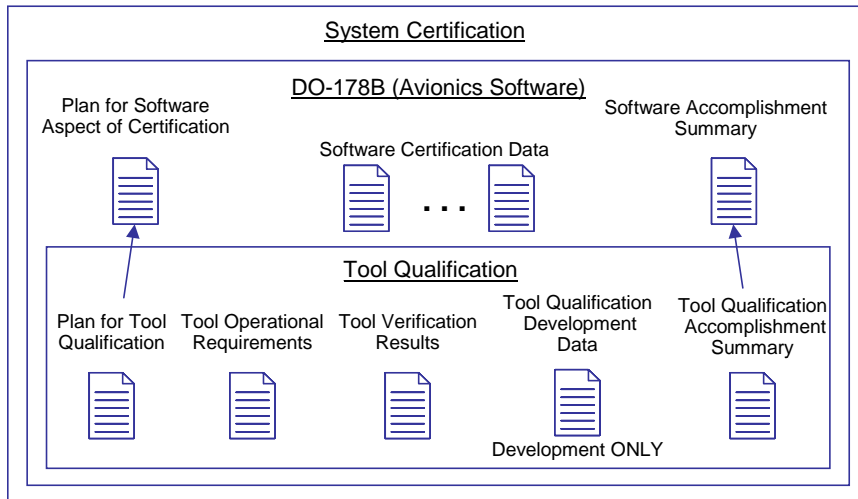 System Certification
DO-178B (Avionics Software)
Plan for Software
Aspect of Certification
Software Certification Data
. . .
Software Accomplishment
Summary
Tool Qualification
Plan for Tool
Qualification
Tool Operational
Requirements
Tool Verification
Results
Tool Qualification
Development
Data
Development ONLY
Tool Qualification
Accomplishment
Summary